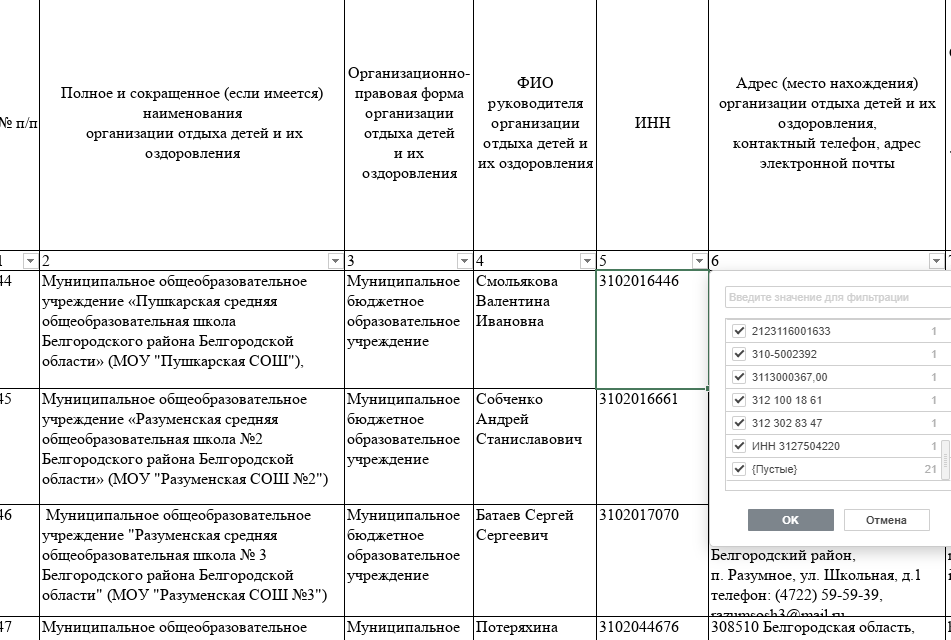 № п/п
Полное и сокращенное (если имеется)
наименования
организации отдыха детей и их
оздоровления
Организационно-
правовая форма
организации
отдыха детей
и их
оздоровления
ФИО
руководителя
организации
отдыха детей и
их оздоровления
ИНН
Адрес (место нахождения)
организации отдыха детей и их
оздоровления,
контактный телефон, адрес
электронной почты
1
2
3
4
5
6
44
Муниципальное общеобразовательное
учреждение «Пушкарская средняя
общеобразовательная школа
Белгородского района Белгородской
области» (МОУ "Пушкарская СОШ"),
Муниципальное
бюджетное
образовательное
учреждение
Смольякова
Валентина
Ивановна
3102016446
45
Муниципальное общеобразовательное
учреждение «Разуменская средняя
общеобразовательная школа №2
Белгородского района Белгородской
области» (МОУ "Разуменская СОШ №2")
Муниципальное
бюджетное
образовательное
учреждение
Собченко
Андрей
Станиславович
3102016661
46
Муниципальное общеобразовательное
учреждение "Разуменская средняя
общеобразовательная школа № 3
Белгородского района Белгородской
области" (МОУ "Разуменская СОШ №3")
Муниципальное
бюджетное
образовательное
учреждение
Батаев Сергей
Сергеевич
3102017070
Белгородский район,
п. Разумное, ул. Школьная, д.1
телефон: (4722) 59-59-39,
razumsosh3@mail.ru
47
Муниципальное общеобразовательное
Муниципальное
Потеряхина
3102044676
308510 Белгородская область,
Введите значение для фильтрации
2123116001633 1
310-5002392 1
3113000367,00 1
312 100 18 61 1
312 302 83 47 1
ИНН 3127504220 1
{Пустые} 21
OK
Отмена